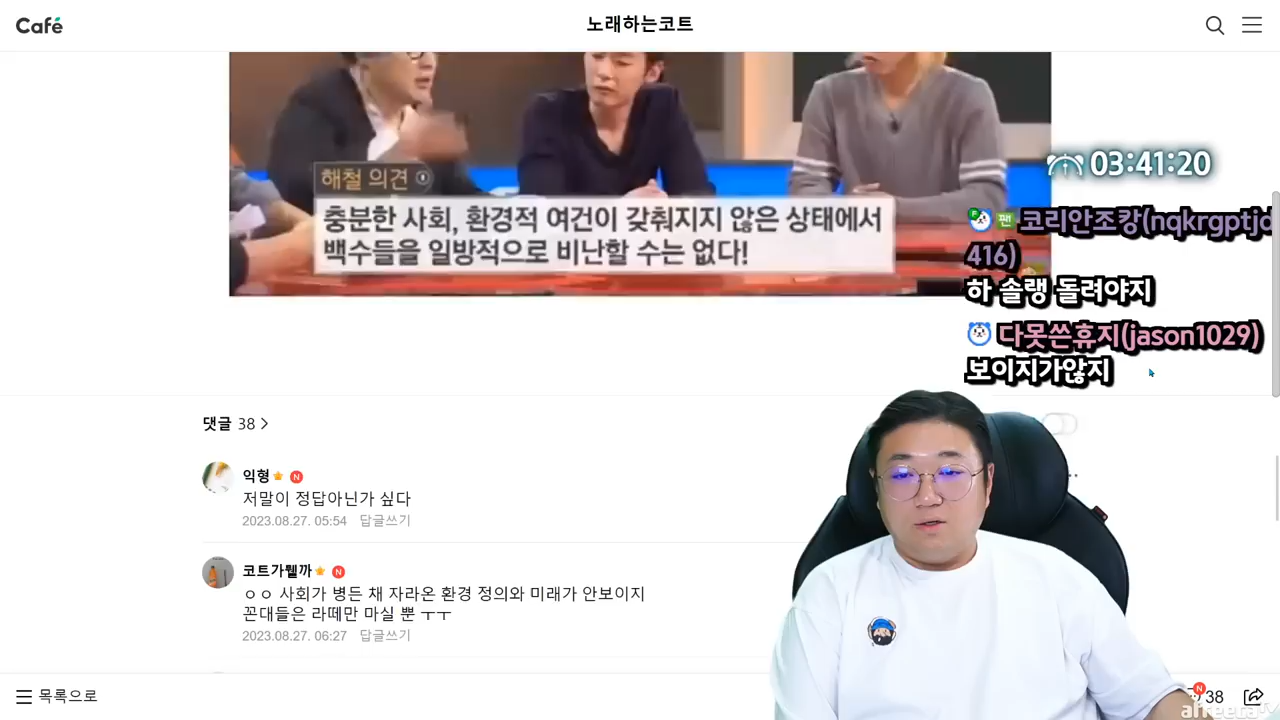 Café
노래하는코트
해철 의견
충분한 사회, 환경적 여건이 갖춰지지 않은 상태에서
백수들을 일방적으로 비난할 수는 없다!
03:41:20
팬 코리안조캉(nqkrgptjd
416)
하 솔랭 돌려야지
다못쓴휴지(jason1029)
보이지가않지
댓글 38
익형 N
저말이 정답아닌가 싶다
2023.08.27. 05:54 답글쓰기
코트가뷑까 N
ㅇㅇ 사회가 병든 채 자라온 환경 정의와 미래가 안보이지
꼰대들은 라떼만 마실 뿐 ㅜㅜ
2023.08.27. 06:27 답글쓰기
목록으로
N
38
afreecaTV